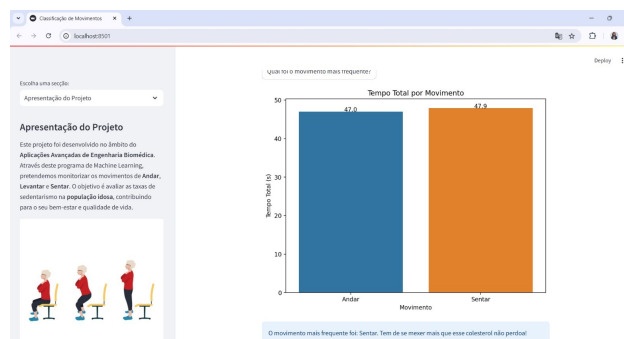 Classificação de Movimentos
localhost:8501
Deploy
Escolha uma secção:
Apresentação do Projeto
Apresentação do Projeto
Este projeto foi desenvolvido no âmbito do
Aplicações Avançadas de Engenharia Biomédica.
Através deste programa de Machine Learning,
pretendemos monitorizar os movimentos de Andar,
Levantar e Sentar. O objetivo é avaliar as taxas de
sedentarismo na população idosa, contribuindo
para o seu bem-estar e qualidade de vida.
Qual foi o movimento mais frequente?
Tempo Total por Movimento
47.0
47.9
50
40
30
20
10
0
Tempo Total (s)
Andar
Sentar
Movimento
O movimento mais frequente foi: Sentar. Tem de se mexer mais que esse colesterol não perdoa!